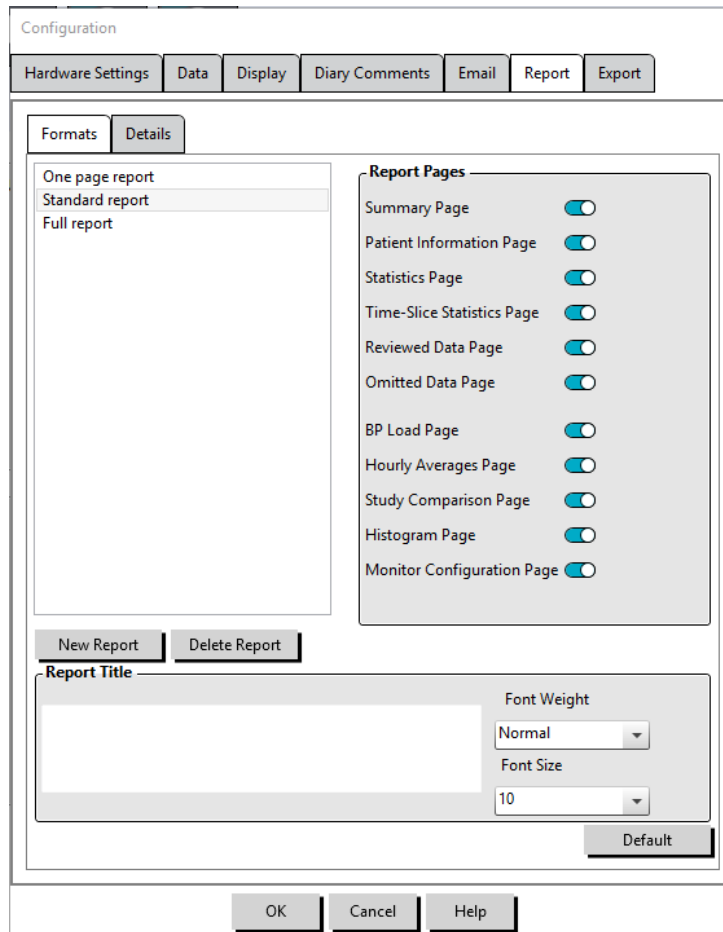 Configuration
Hardware Settings
Data
Display
Diary Comments
Email
Report
Export
Formats
Details
One page report
Standard report
Full report
Report Pages
Summary Page
Patient Information Page
Statistics Page
Time-Slice Statistics Page
Reviewed Data Page
Omitted Data Page
BP Load Page
Hourly Averages Page
Study Comparison Page
Histogram Page
Monitor Configuration Page
New Report
Delete Report
Report Title
Font Weight
Normal
Font Size
10
Default
OK
Cancel
Help